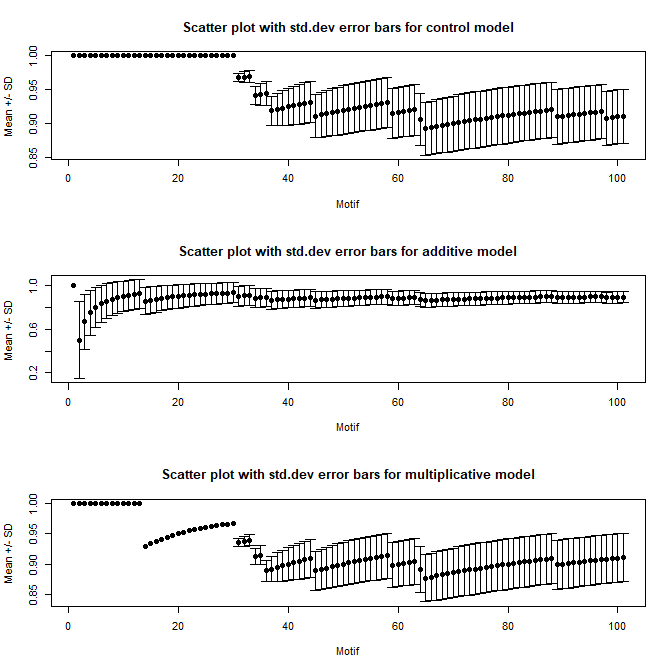 Scatter plot with std.dev error bars for control model
Mean +/- SD
1.00
0.95
0.90
0.85
0 20 40 60 80 100
Motif
Scatter plot with std.dev error bars for additive model
Mean +/- SD
1.0
0.6
0.2
0 20 40 60 80 100
Motif
Scatter plot with std.dev error bars for multiplicative model
Mean +/- SD
1.00
0.95
0.90
0.85
0 20 40 60 80 100
Motif